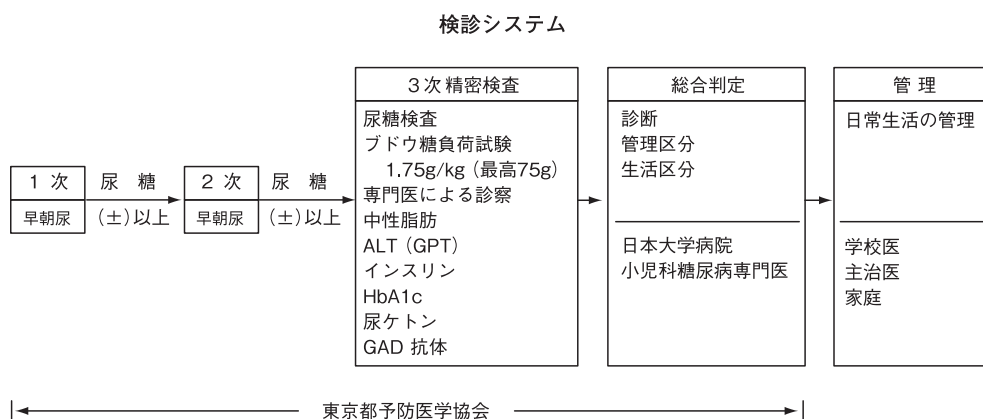 検診システム
1 次
早朝尿
尿 糖
(±)以上
2 次
早朝尿
尿 糖
(±)以上
3次 精密検査
尿糖検査
ブドウ糖負荷試験
1.75g/kg (最高75g)
専門医による診察
中性脂肪
ALT (GPT)
インスリン
HbA1c
尿ケトン
GAD 抗体
総合判定
診断
管理区分
生活区分
日本大学病院
小児科糖尿病専門医
管 理
日常生活の管理
学校医
主治医
家庭
東京都予防医学協会